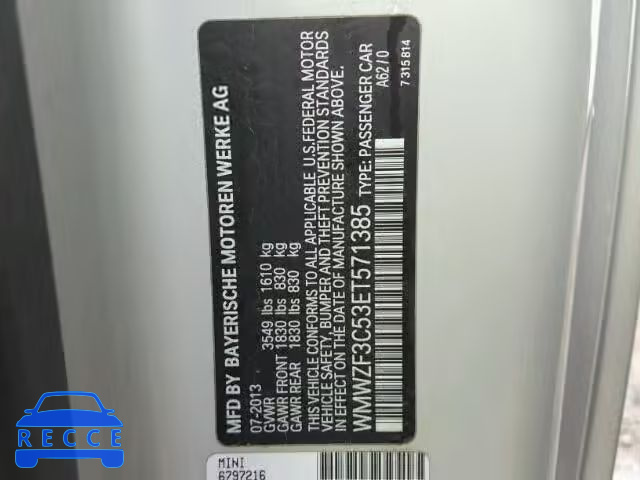 MFD BY BAYERISCHE MOTOREN WERKE AG
07-2013
GVWR 3549 lbs 1610 kg
GAWR FRONT 1830 lbs 830 kg
GAWR REAR 1830 lbs 830 kg
THIS VEHICLE CONFORMS TO ALL APPLICABLE U.S.FEDERAL MOTOR
VEHICLE SAFETY, BUMPER AND THEFT PREVENTION STANDARDS
IN EFFECT ON THE DATE OF MANUFACTURE SHOWN ABOVE.
WMWZF3C53ET571385 TYPE: PASSENGER CAR
A62/0
7 315 814
MINI
6797216
RECCE